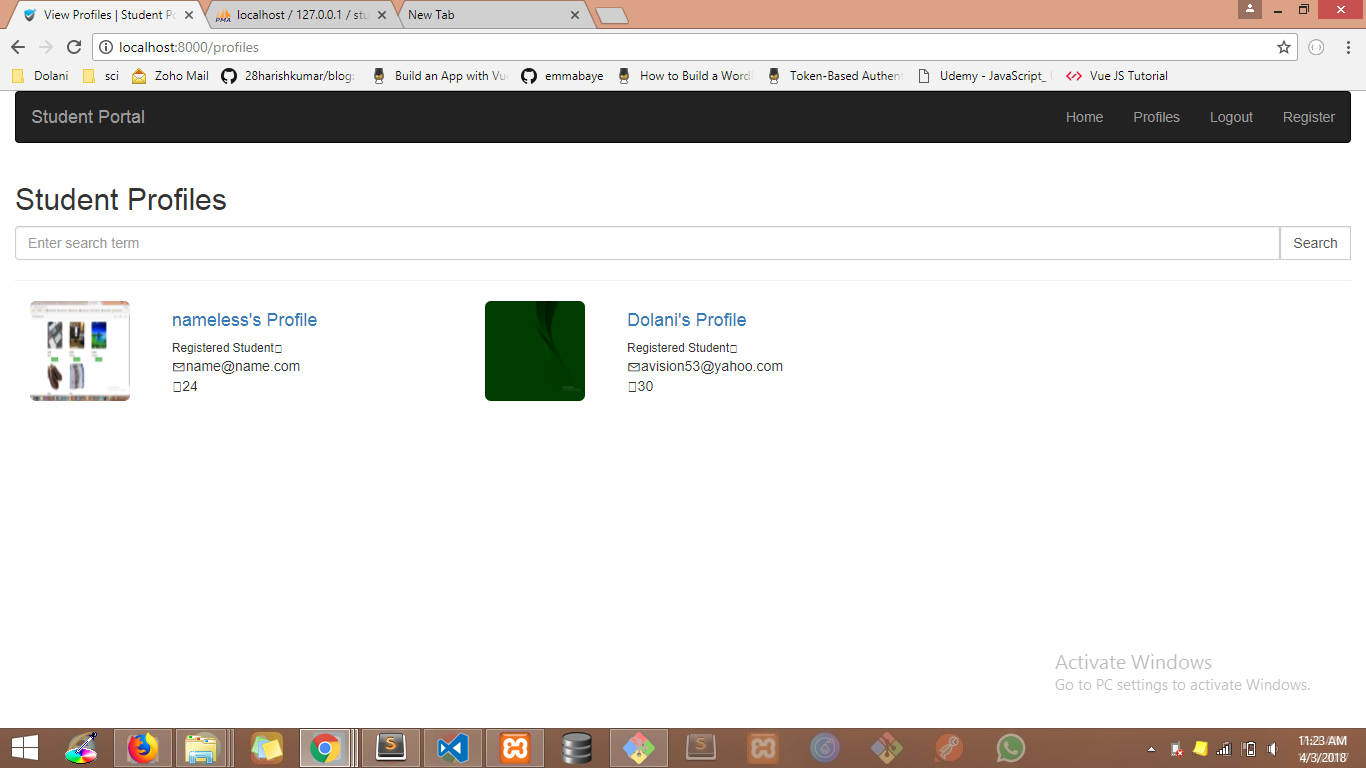 View Profiles | Student Po
localhost / 127.0.0.1 / stu
New Tab
localhost:8000/profiles
Dolani
sci
Zoho Mail
28harishkumar/blog:
Build an App with Vu
emmabaye
How to Build a Word
Token-Based Authen
Udemy - JavaScript_
Vue JS Tutorial
Student Portal
Home
Profiles
Logout
Register
Student Profiles
Enter search term
Search
nameless's Profile
Registered Student
name@name.com
24
Dolani's Profile
Registered Student
avision53@yahoo.com
30
Activate Windows
Go to PC settings to activate Windows.
11:23 AM
4/3/2018